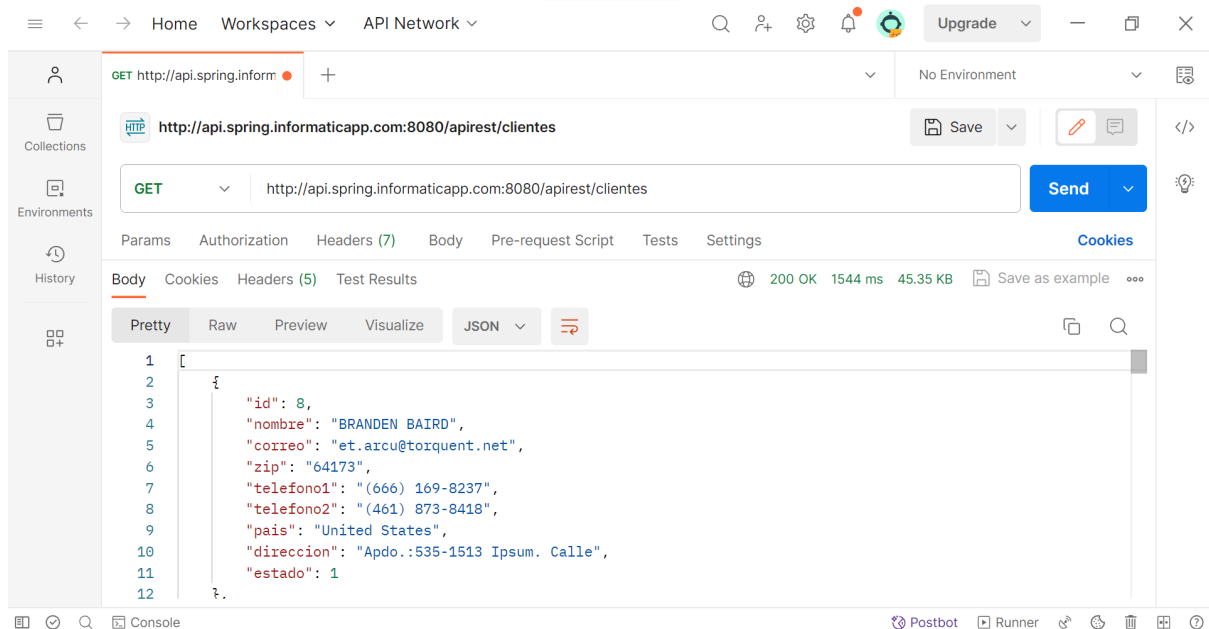 Home Workspaces API Network Upgrade
GET http://api.spring.inform No Environment
HTTP http://api.spring.informaticapp.com:8080/apirest/clientes Save
Collections
GET http://api.spring.informaticapp.com:8080/apirest/clientes Send
Environments
Params Authorization Headers (7) Body Pre-request Script Tests Settings Cookies
History
Body Cookies Headers (5) Test Results 200 OK 1544 ms 45.35 KB Save as example
Pretty Raw Preview Visualize JSON
1 [
2 {
3 "id": 8,
4 "nombre": "BRANDEN BAIRD",
5 "correo": "et.arcu@torquent.net",
6 "zip": "64173",
7 "telefono1": "(666) 169-8237",
8 "telefono2": "(461) 873-8418",
9 "pais": "United States",
10 "direccion": "Apdo.:535-1513 Ipsum. Calle",
11 "estado": 1
12 },
Console Postbot Runner